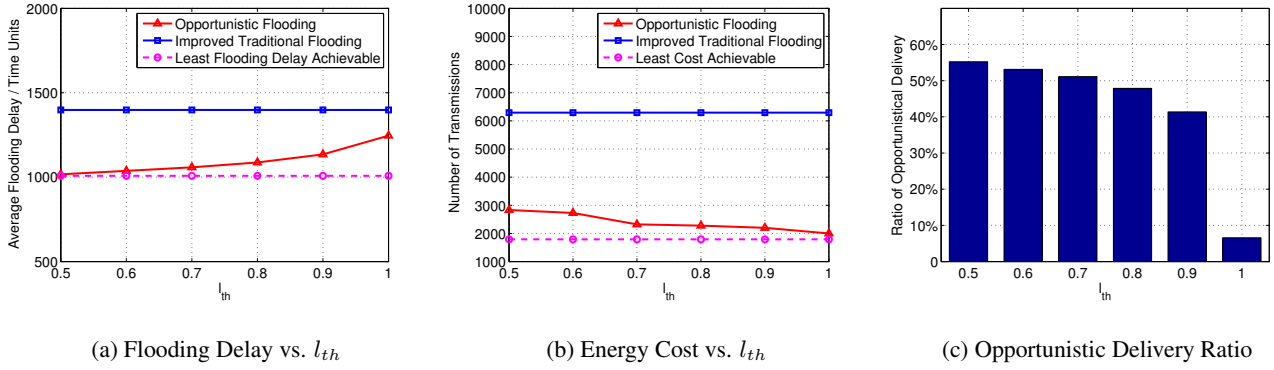 2000
1500
1000
500
Average Flooding Delay / Time Units
Opportunistic Flooding
Improved Traditional Flooding
Least Flooding Delay Achievable
0.5 0.6 0.7 0.8 0.9 1
l_th
(a) Flooding Delay vs. l_th
10000
9000
8000
7000
6000
5000
4000
3000
2000
1000
Number of Transmissions
Opportunistic Flooding
Improved Traditional Flooding
Least Cost Achievable
0.5 0.6 0.7 0.8 0.9 1
l_th
(b) Energy Cost vs. l_th
60%
50%
40%
30%
20%
10%
0
Ratio of Opportunistical Delivery
0.5 0.6 0.7 0.8 0.9 1
l_th
(c) Opportunistic Delivery Ratio